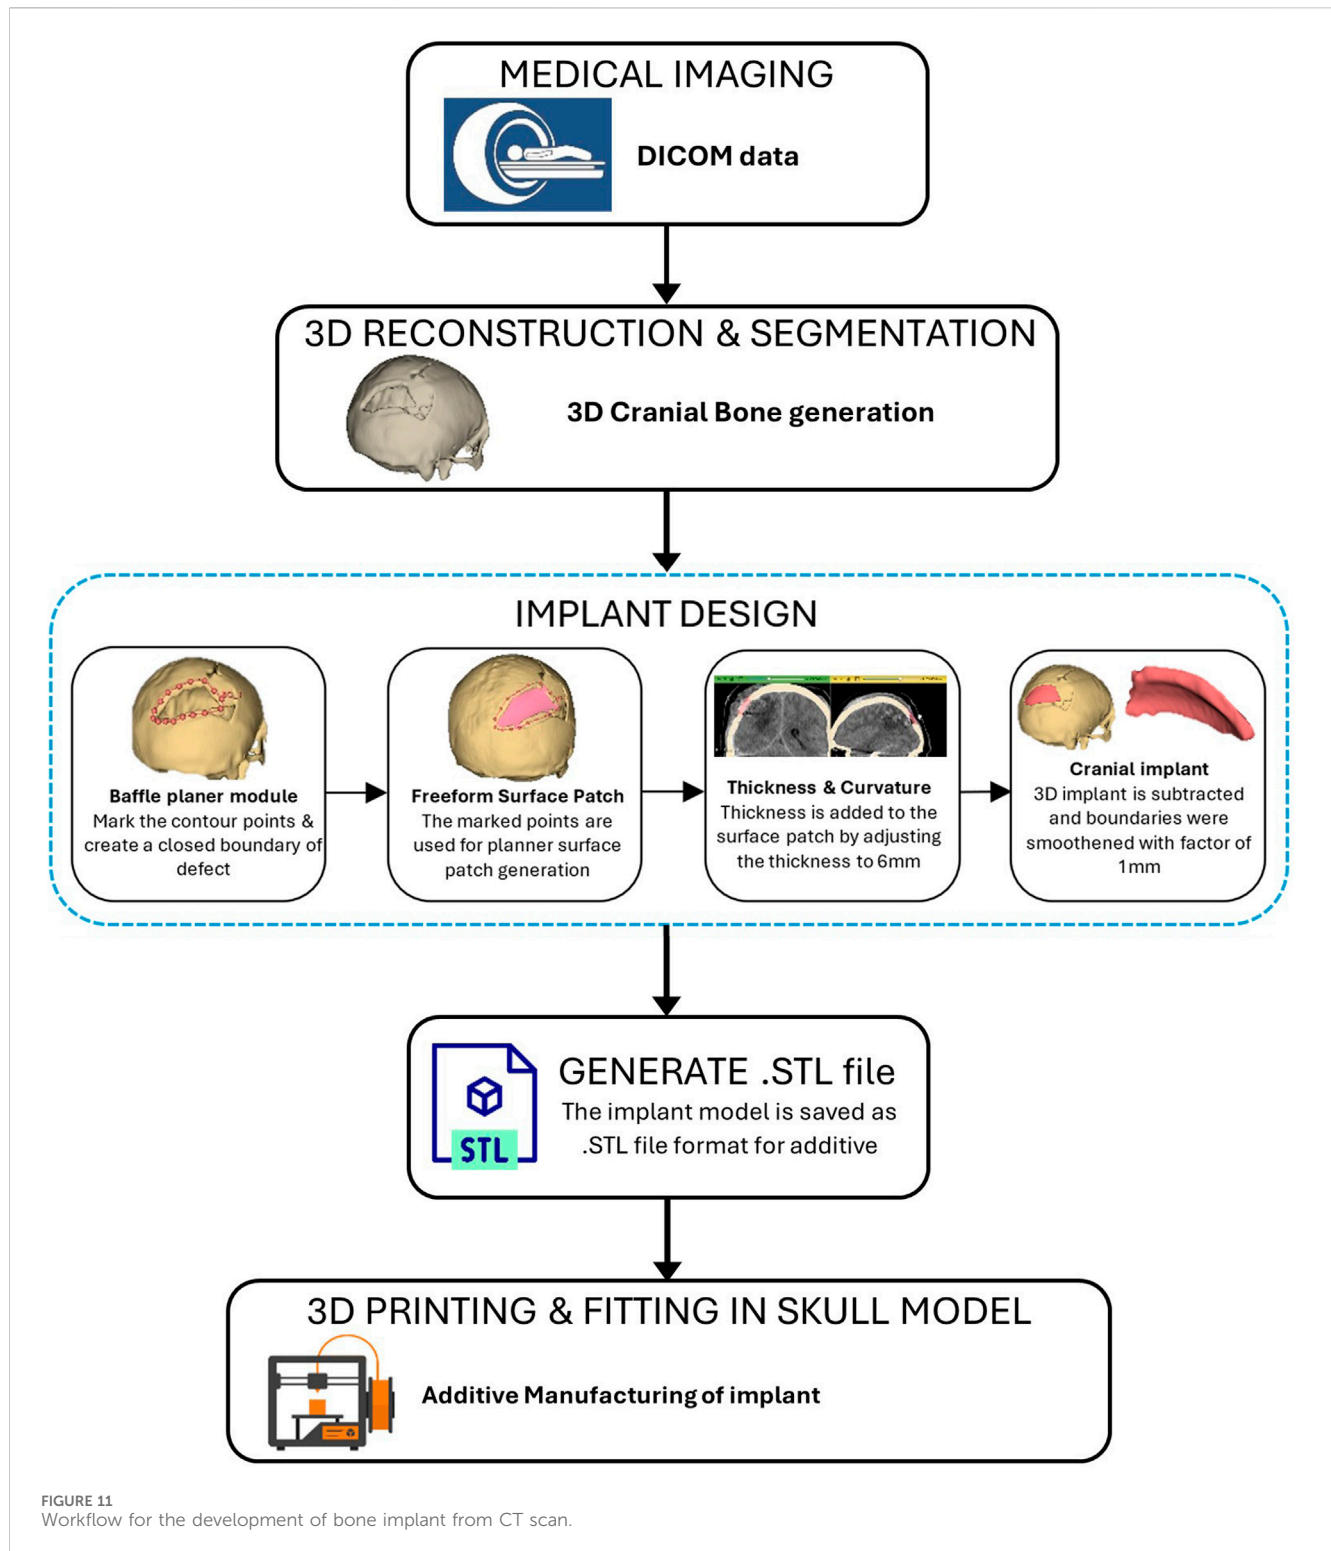 MEDICAL IMAGING
DICOM data
3D RECONSTRUCTION & SEGMENTATION
3D Cranial Bone generation
IMPLANT DESIGN
Baffle planer module
Mark the contour points &
create a closed boundary of
defect
Freeform Surface Patch
The marked points are
used for planner surface
patch generation
Thickness & Curvature
Thickness is added to the
surface patch by adjusting
the thickness to 6mm
Cranial implant
3D implant is subtracted
and boundaries were
smoothened with factor of
1mm
STL
GENERATE .STL file
The implant model is saved as
.STL file format for additive
3D PRINTING & FITTING IN SKULL MODEL
Additive Manufacturing of implant
FIGURE 11
Workflow for the development of bone implant from CT scan.